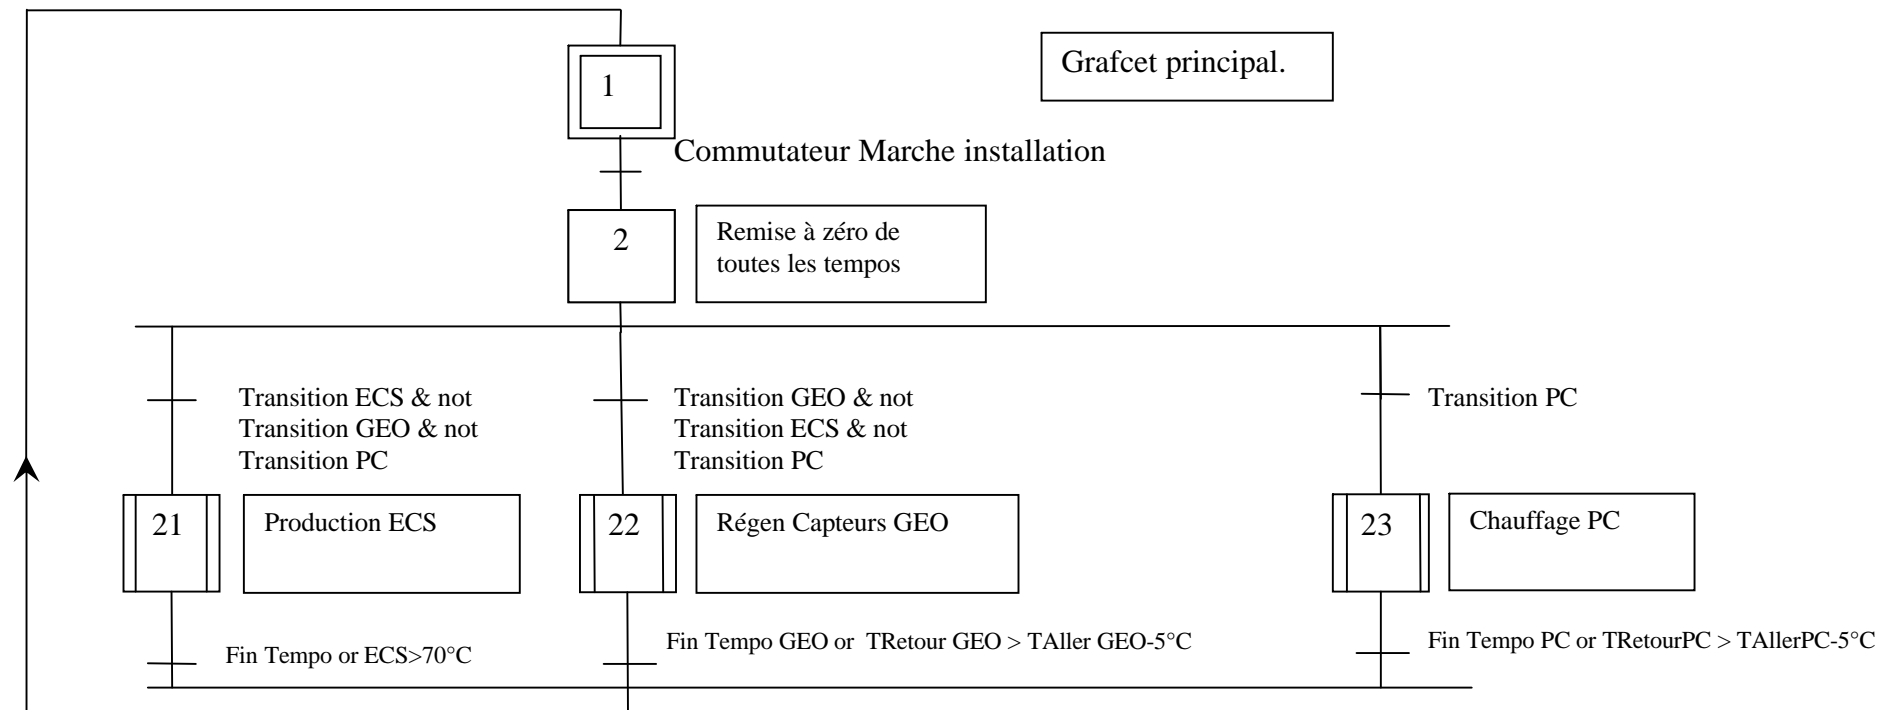 Grafcet principal.
1
Commutateur Marche installation
2
Remise à zéro de
toutes les tempos
Transition ECS & not
Transition GEO & not
Transition PC
Transition GEO & not
Transition ECS & not
Transition PC
Transition PC
21
Production ECS
22
Régen Capteurs GEO
23
Chauffage PC
Fin Tempo or ECS>70°C
Fin Tempo GEO or TRetour GEO > TAller GEO-5°C
Fin Tempo PC or TRetourPC > TAllerPC-5°C